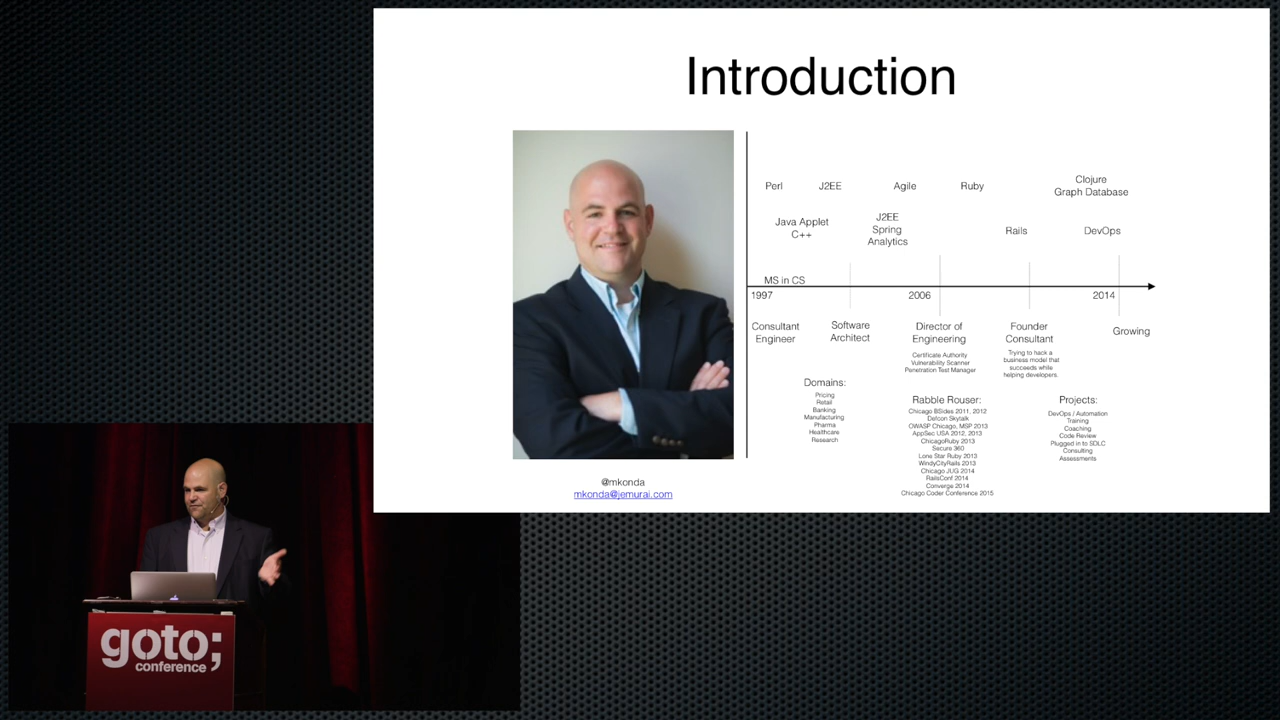 Introduction
Perl
J2EE
Agile
Ruby
Clojure
Graph Database
Java Applet
C++
J2EE
Spring
Analytics
Rails
DevOps
MS in CS
1997
2006
2014
Consultant
Engineer
Software
Architect
Director of
Engineering
Certificate Authority
Vulnerability Scanner
Penetration Test Manager
Founder
Consultant
Trying to hack a
business model that
succeeds while
helping developers.
Growing
Domains:
Pricing
Retail
Banking
Manufacturing
Pharma
Healthcare
Research
Rabble Rouser:
Chicago BSides 2011, 2012
Defcon Skytalk
OWASP Chicago, MSP 2013
AppSec USA 2012, 2013
ChicagoRuby 2013
Secure 360
Lone Star Ruby 2013
WindyCityRails 2013
Chicago JUG 2014
RailsConf 2014
Converge 2014
Chicago Coder Conference 2015
Projects:
DevOps / Automation
Training
Coaching
Code Review
Plugged in to SDLC
Consulting
Assessments
@mkonda
mkonda@jemurai.com
goto;
conference